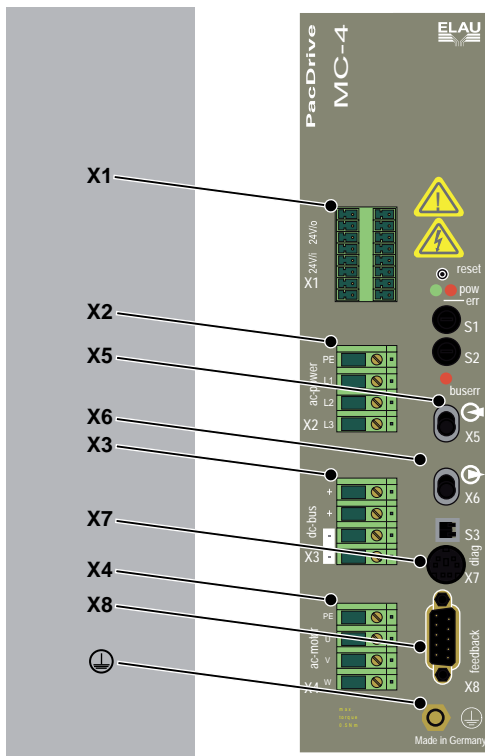 X1
X2
X5
X6
X3
X7
X4
X8
PacDrive
MC-4
ELAU
24V/o
24V/i
X1
reset
pow
err
S1
S2
buserr
PE
L1
L2
L3
ac-power
X2
X5
X6
+
+
-
-
dc-bus
X3
S3
diag
X7
PE
U
V
W
ac-motor
X4
feedback
X8
max
torque
Made in Germany